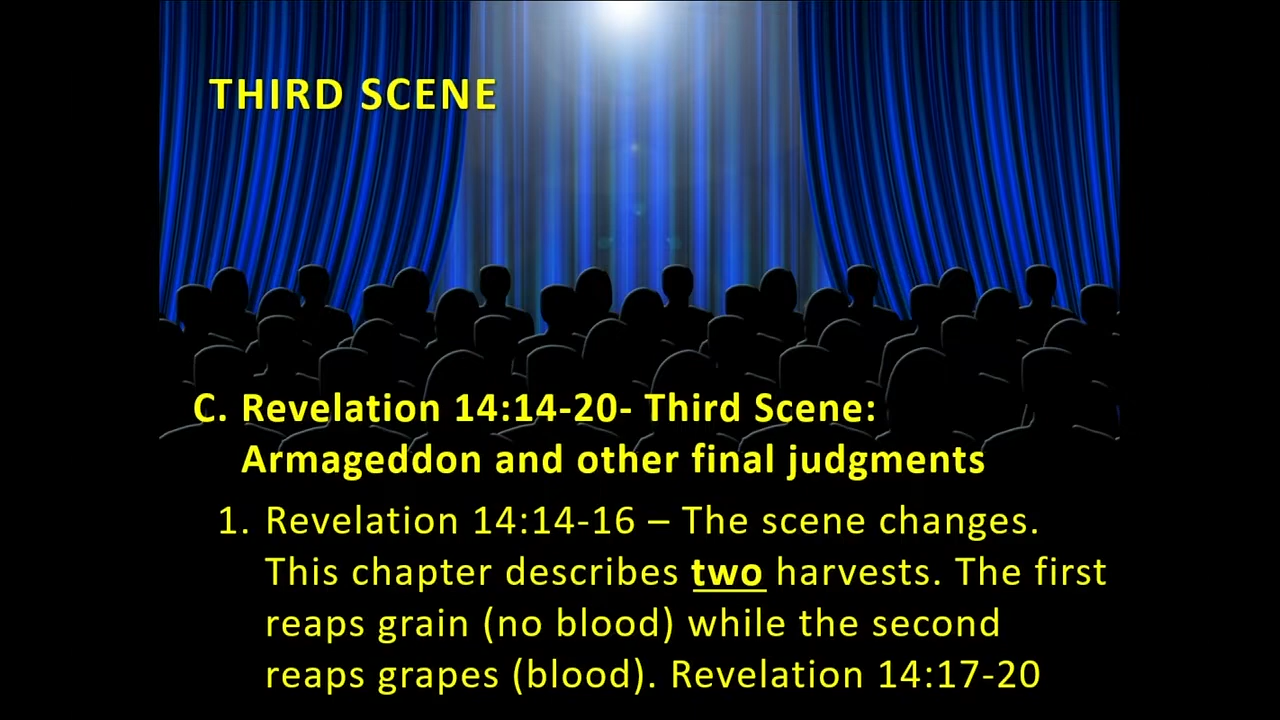 THIRD SCENE
C. Revelation 14:14-20- Third Scene:
Armageddon and other final judgments
1. Revelation 14:14-16 – The scene changes.
This chapter describes two harvests. The first
reaps grain (no blood) while the second
reaps grapes (blood). Revelation 14:17-20